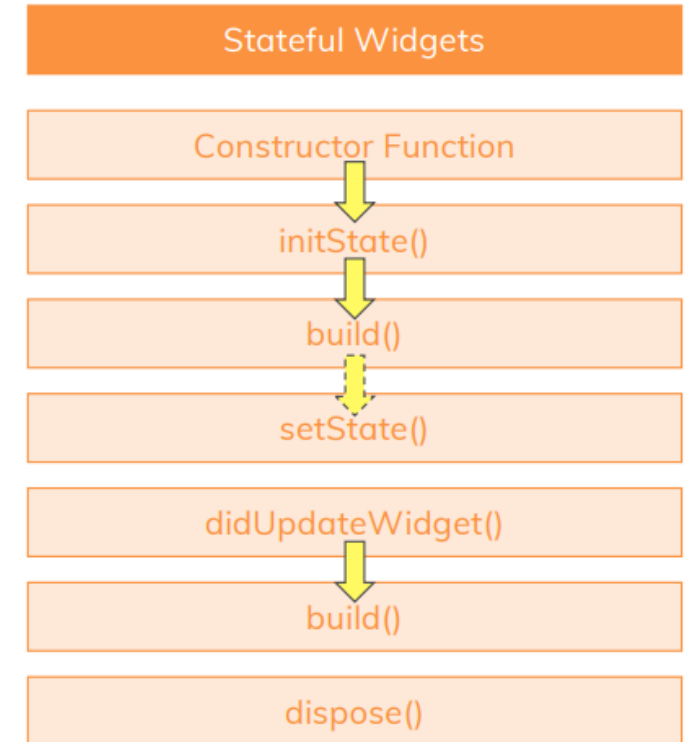 Stateful Widgets
Constructor Function
initState()
build()
setState()
didUpdateWidget()
build()
dispose()